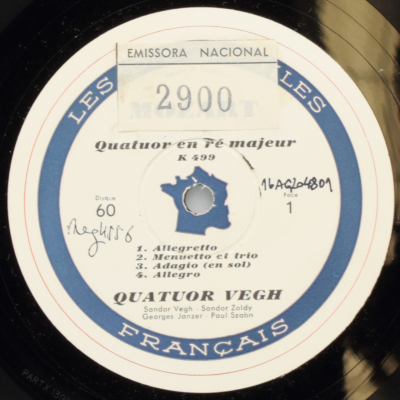 LES
LES
EMISSORA NACIONAL
2900
MOZART
Quatuor en ré majeur
K 499
Disque
60
16AG204801
Face
1
1. Allegretto
2. Menuetto et trio
3. Adagio (en sol)
4. Allegro
QUATUOR VEGH
Sandor Vegh - Sandor Zoldy
Georges Janzer - Paul Szabo
FRANÇAIS